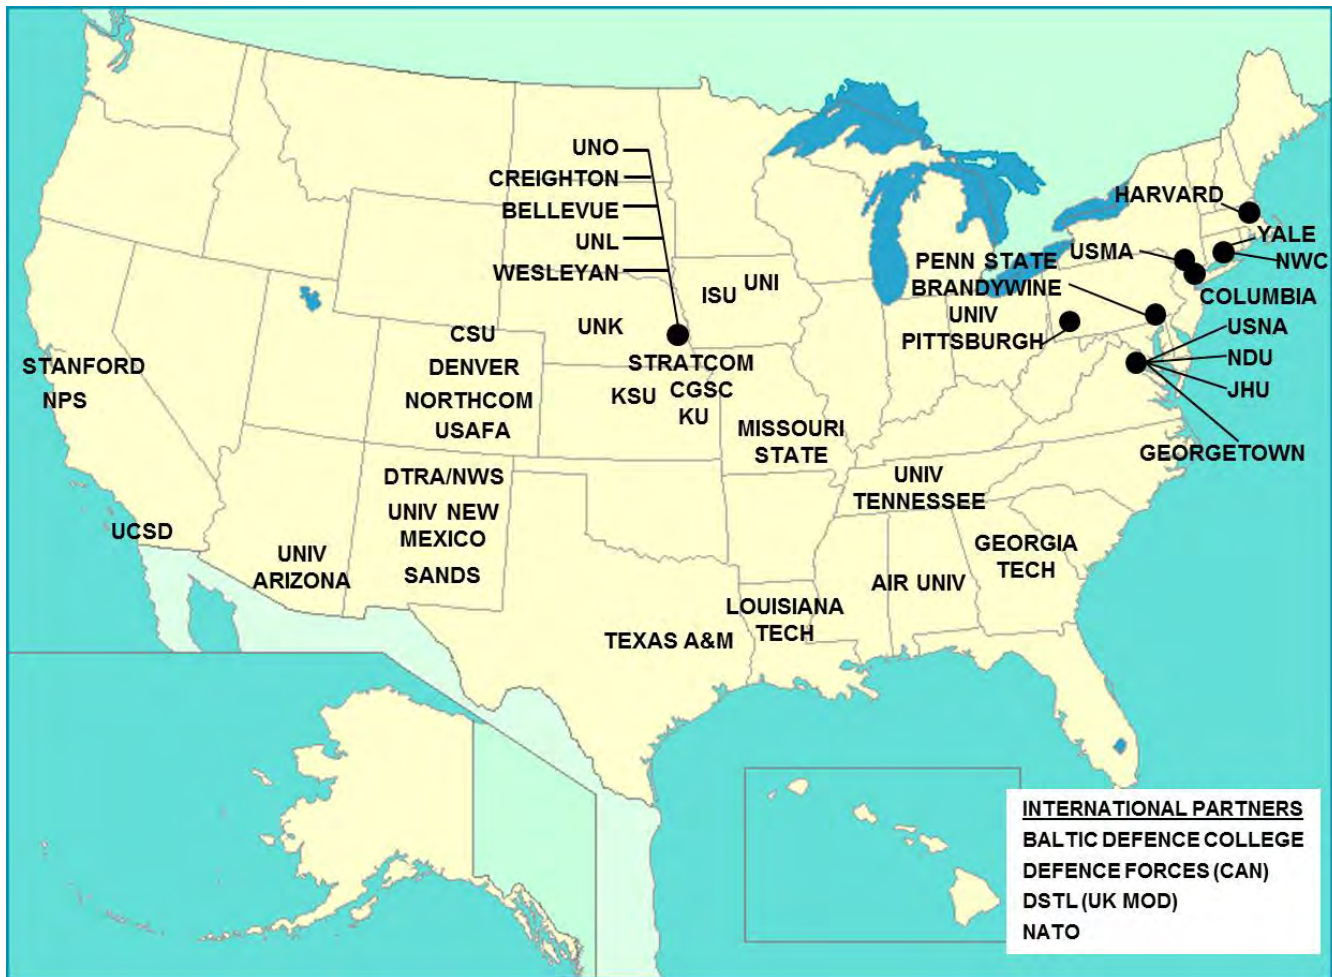 UNO
CREIGHTON
BELLEVUE
UNL
WESLEYAN
HARVARD
YALE
NWC
USMA
COLUMBIA
PENN STATE
BRANDYWINE
UNIV
PITTSBURGH
USNA
NDU
JHU
GEORGETOWN
ISU
UNI
UNK
STRATCOM
CGSC
KU
KSU
CSU
DENVER
NORTHCOM
USAFA
STANFORD
NPS
MISSOURI
STATE
DTRA/NWS
UNIV NEW
MEXICO
SANDS
UCSD
UNIV
ARIZONA
UNIV
TENNESSEE
GEORGIA
TECH
AIR UNIV
LOUISIANA
TECH
TEXAS A&M
INTERNATIONAL PARTNERS
BALTIC DEFENCE COLLEGE
DEFENCE FORCES (CAN)
DSTL (UK MOD)
NATO